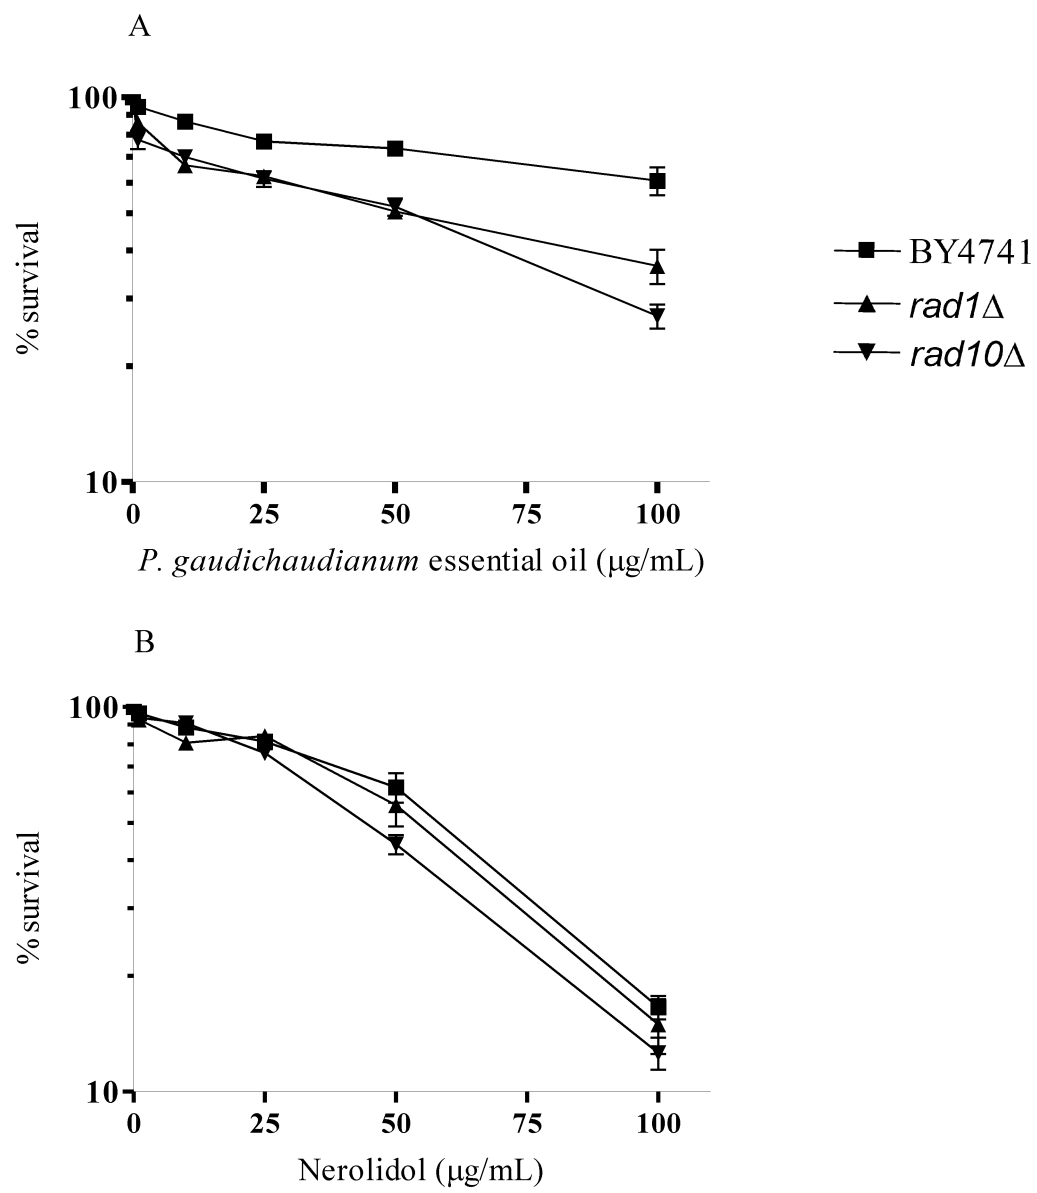 A
100
10
% survival
0 25 50 75 100
P. gaudichaudianum essential oil (μg/mL)
BY4741
rad1Δ
rad10Δ
B
100
10
% survival
0 25 50 75 100
Nerolidol (μg/mL)